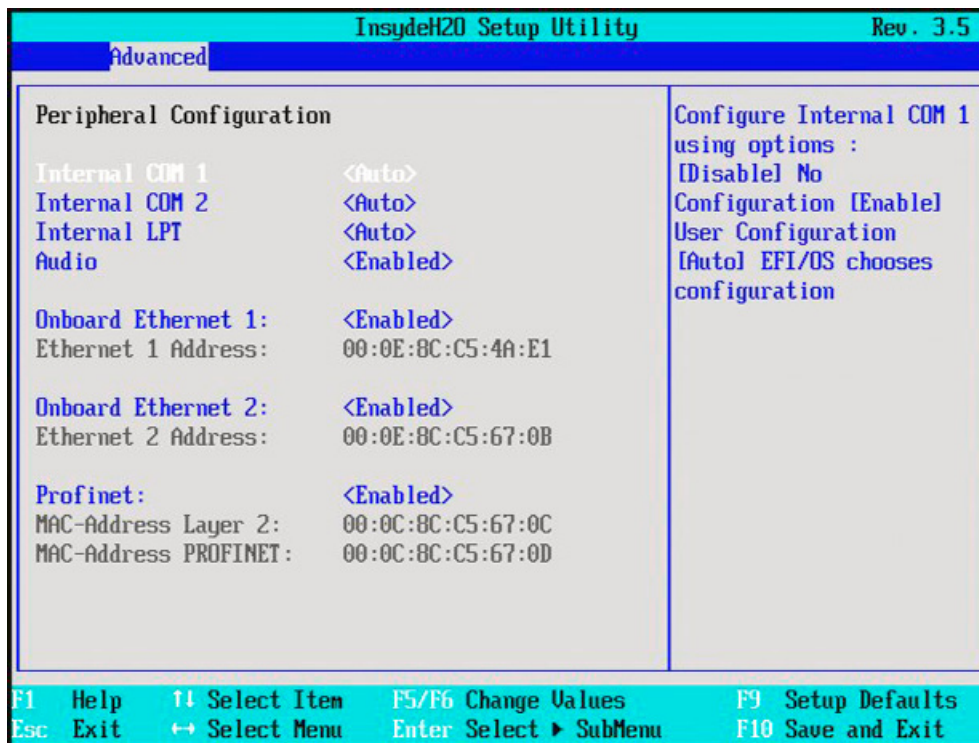 InsydeH20 Setup Utility Rev. 3.5
Advanced
Peripheral Configuration
Internal COM 1 <Auto>
Internal COM 2 <Auto>
Internal LPT <Auto>
Audio <Enabled>
Onboard Ethernet 1: <Enabled>
Ethernet 1 Address: 00:0E:8C:C5:4A:E1
Onboard Ethernet 2: <Enabled>
Ethernet 2 Address: 00:0E:8C:C5:67:0B
Profinet: <Enabled>
MAC-Address Layer 2: 00:0C:8C:C5:67:0C
MAC-Address PROFINET: 00:0C:8C:C5:67:0D
Configure Internal COM 1
using options :
[Disable] No
Configuration [Enable]
User Configuration
[Auto] EFI/OS chooses
configuration
F1 Help ↑↓ Select Item F5/F6 Change Values F9 Setup Defaults
Esc Exit ↔ Select Menu Enter Select ▶ SubMenu F10 Save and Exit